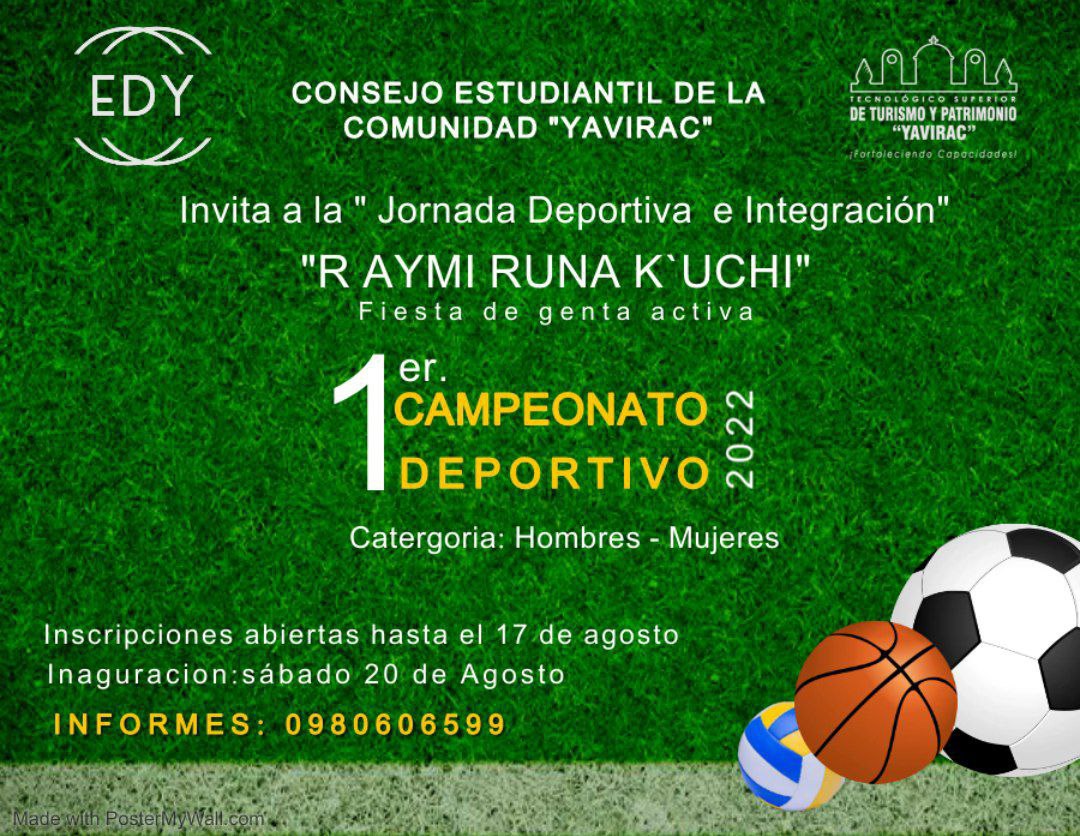 EDY
CONSEJO ESTUDIANTIL DE LA
COMUNIDAD "YAVIRAC"
TECNOLÓGICO SUPERIOR
DE TURISMO Y PATRIMONIO
“YAVIRAC”
¡Fortaleciendo Capacidades!
Invita a la " Jornada Deportiva e Integración"
"R AYMI RUNA K`UCHI"
Fiesta de genta activa
1er.
CAMPEONATO
DEPORTIVO
2022
Catergoria: Hombres - Mujeres
Inscripciones abiertas hasta el 17 de agosto
Inaguracion:sábado 20 de Agosto
INFORMES: 0980606599
Made with PosterMyWall.com